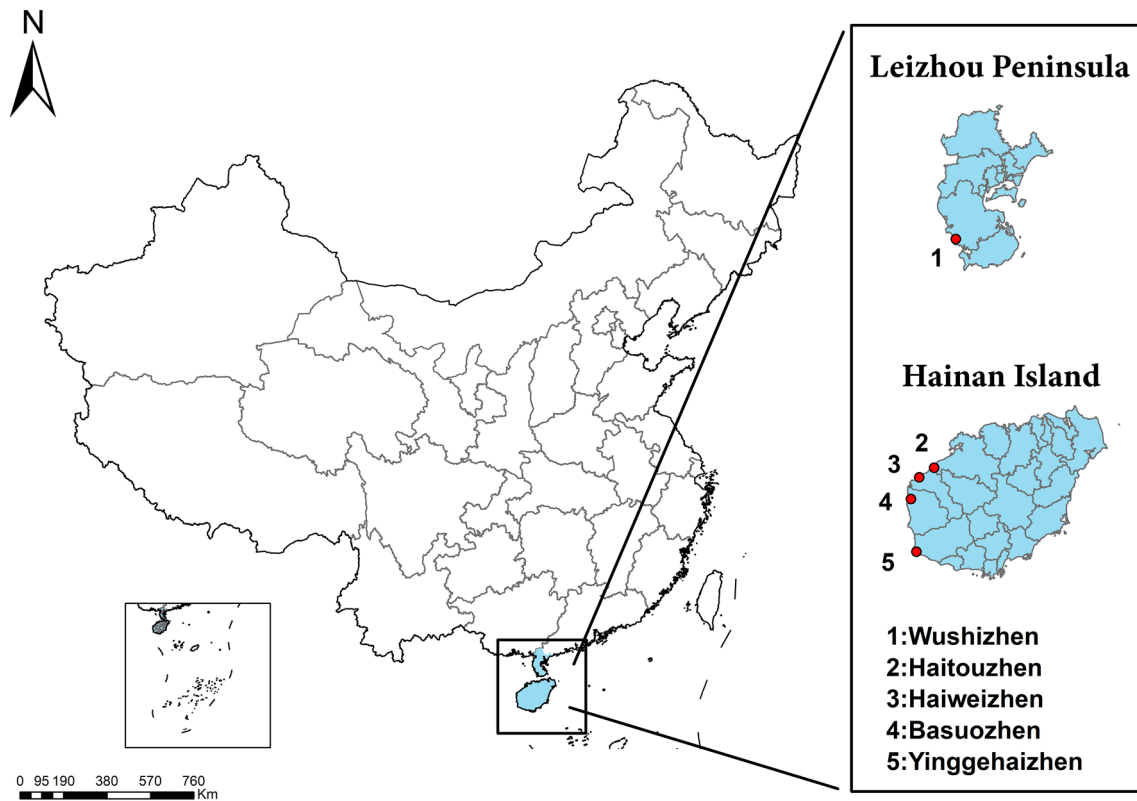 N
Leizhou Peninsula
1
Hainan Island
2
3
4
5
1:Wushizhen
2:Haitouzhen
3:Haiweizhen
4:Basuozhen
5:Yinggehaizhen
0 95 190 380 570 760
Km